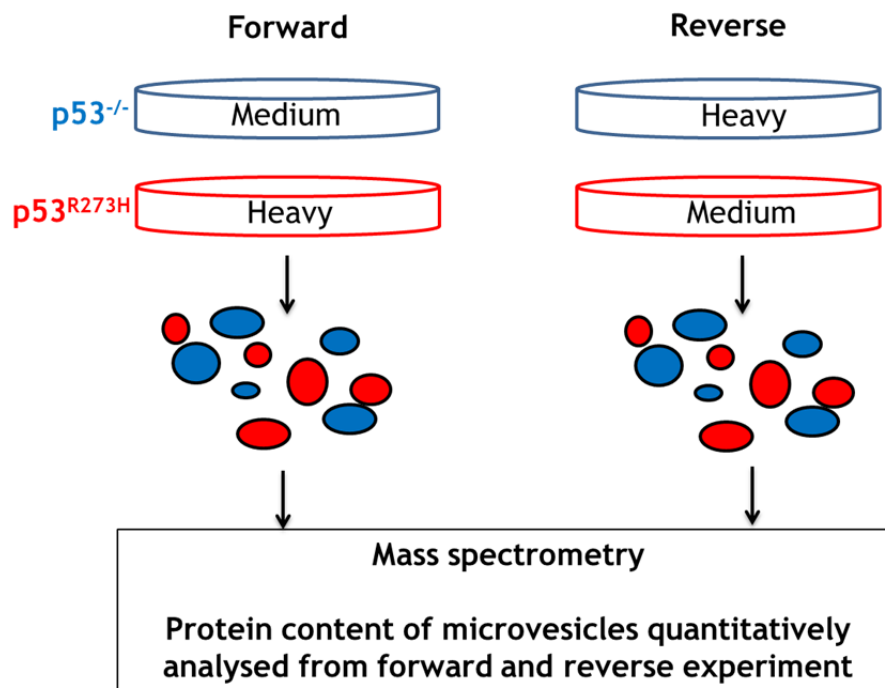 Forward
Reverse
p53-/-
Medium
Heavy
p53R273H
Heavy
Medium
Mass spectrometry
Protein content of microvesicles quantitatively
analysed from forward and reverse experiment